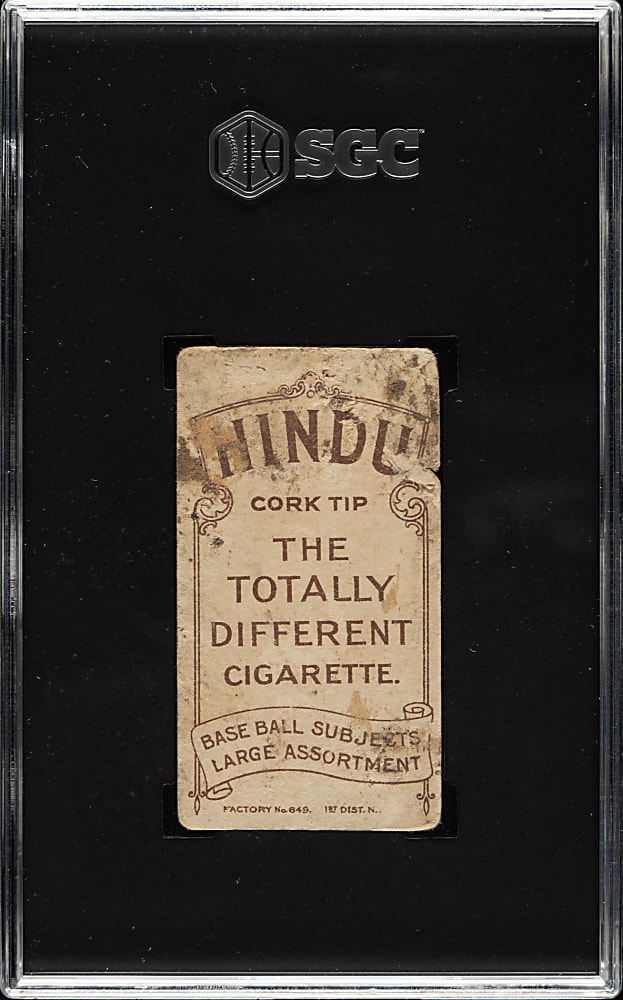 SGC
HINDU
CORK TIP
THE
TOTALLY
DIFFERENT
CIGARETTE.
BASE BALL SUBJECTS
LARGE ASSORTMENT
FACTORY No. 649. 1ST DIST. N.